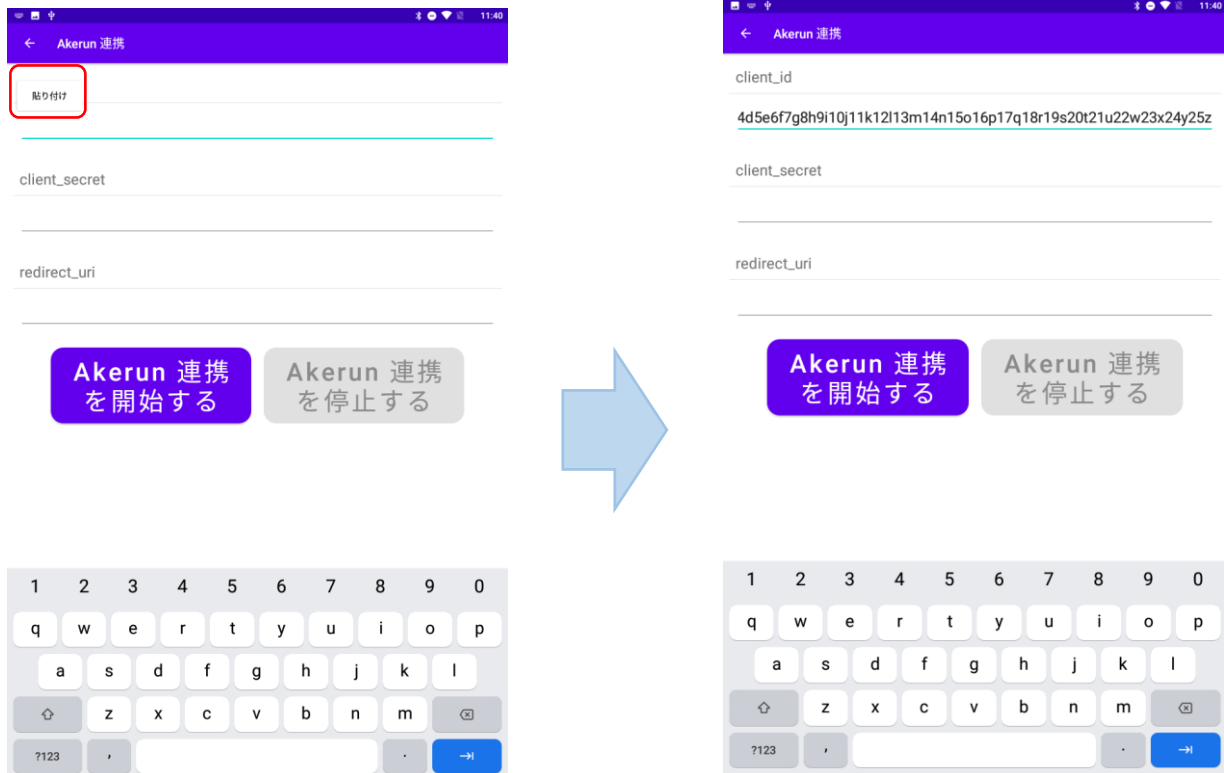 11:40
Akerun 連携
貼り付け
client_secret
redirect_uri
Akerun 連携
を開始する
Akerun 連携
を停止する
1 2 3 4 5 6 7 8 9 0
q w e r t y u i o p
a s d f g h j k l
z x c v b n m
?123 , .
11:40
Akerun 連携
client_id
4d5e6f7g8h9i10j11k12l13m14n15o16p17q18r19s20t21u22w23x24y25z
client_secret
redirect_uri
Akerun 連携
を開始する
Akerun 連携
を停止する
1 2 3 4 5 6 7 8 9 0
q w e r t y u i o p
a s d f g h j k l
z x c v b n m
?123 , .